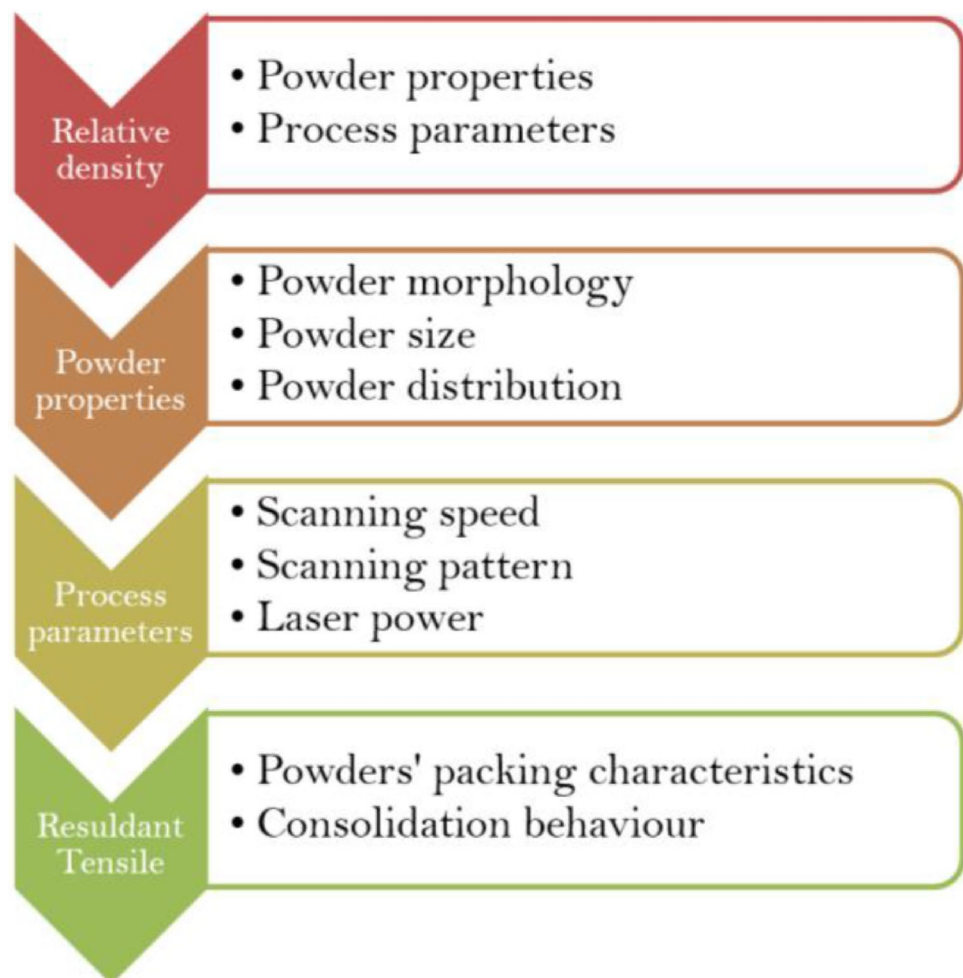 Relative
density
• Powder properties
• Process parameters
Powder
properties
• Powder morphology
• Powder size
• Powder distribution
Process
parameters
• Scanning speed
• Scanning pattern
• Laser power
Resuldant
Tensile
• Powders' packing characteristics
• Consolidation behaviour